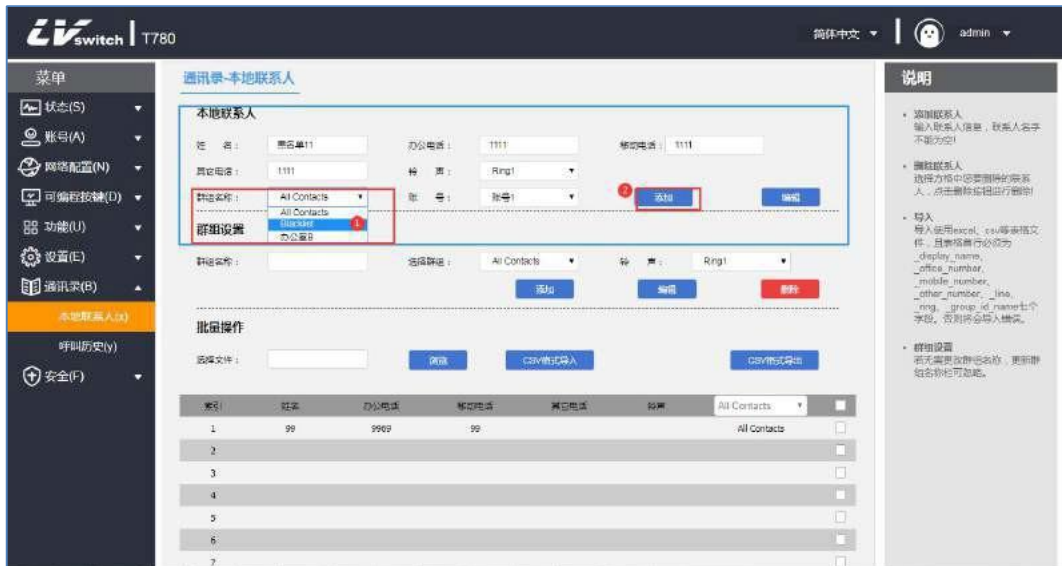 LVswitch | T780
简体中文
admin
菜单
状态(S)
账号(A)
网络配置(N)
可编程按键(D)
功能(U)
设置(E)
通讯录(B)
本地联系人(x)
呼叫历史(y)
安全(F)
通讯录-本地联系人
本地联系人
姓 名: 黑名单11 办公电话: 1111 移动电话: 1111
其它电话: 1111 铃 声: Ring1
群组名称: All Contacts 账 号: 账号1 2 添加 编辑
All Contacts
Blacklist 1
办公室B
群组设置
群组名称: 选择群组: All Contacts 铃 声: Ring1
添加 编辑 删除
批量操作
选择文件: 浏览 CSV格式导入 CSV格式导出
索引 姓名 办公电话 移动电话 其它电话 铃声 All Contacts
1 99 9969 99 All Contacts
2
3
4
5
6
7
说明
添加联系人
输入联系人信息,联系人名字
不能为空!
删除联系人
选择方格中您要删除的联系
人,点击删除按钮进行删除!
导入
导入使用excel、csv等表格文
件,且表格首行必须为
_display_name,
_office_number,
_mobile_number,
_other_number, _line,
_ring, _group_id_name七个
字段。否则将会导入错误。
群组设置
若无需更改群组名称,更新群
组名称栏可忽略。